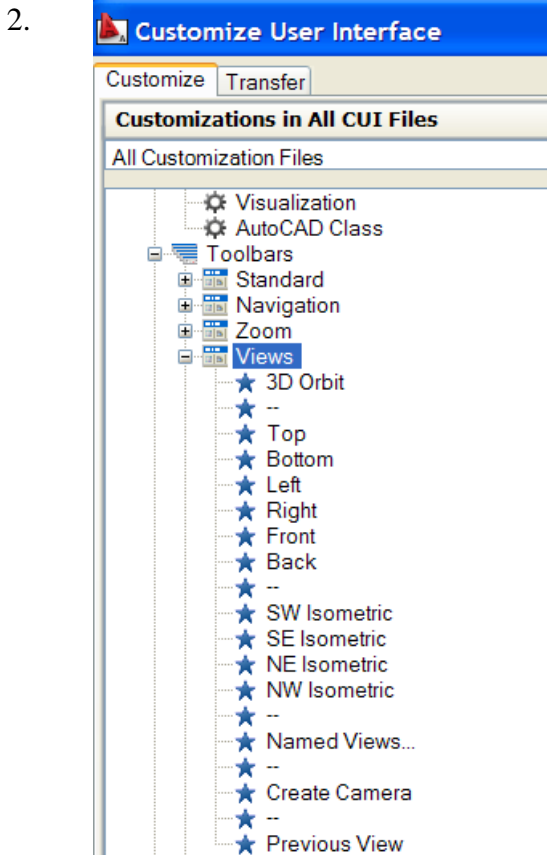 2.
Customize User Interface
Customize Transfer
Customizations in All CUI Files
All Customization Files
Visualization
AutoCAD Class
Toolbars
Standard
Navigation
Zoom
Views
3D Orbit
--
Top
Bottom
Left
Right
Front
Back
--
SW Isometric
SE Isometric
NE Isometric
NW Isometric
--
Named Views...
--
Create Camera
--
Previous View